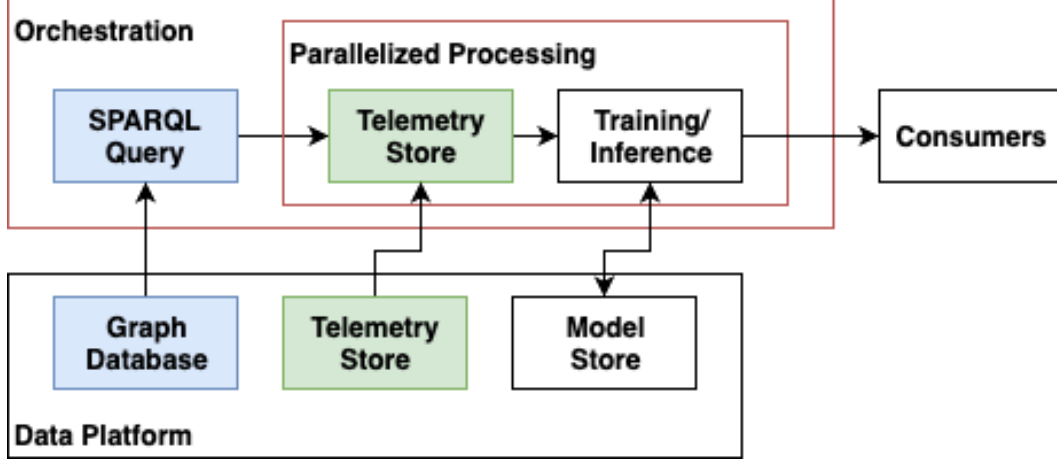 Orchestration
Parallelized Processing
SPARQL
Query
Telemetry
Store
Training/
Inference
Consumers
Graph
Database
Telemetry
Store
Model
Store
Data Platform